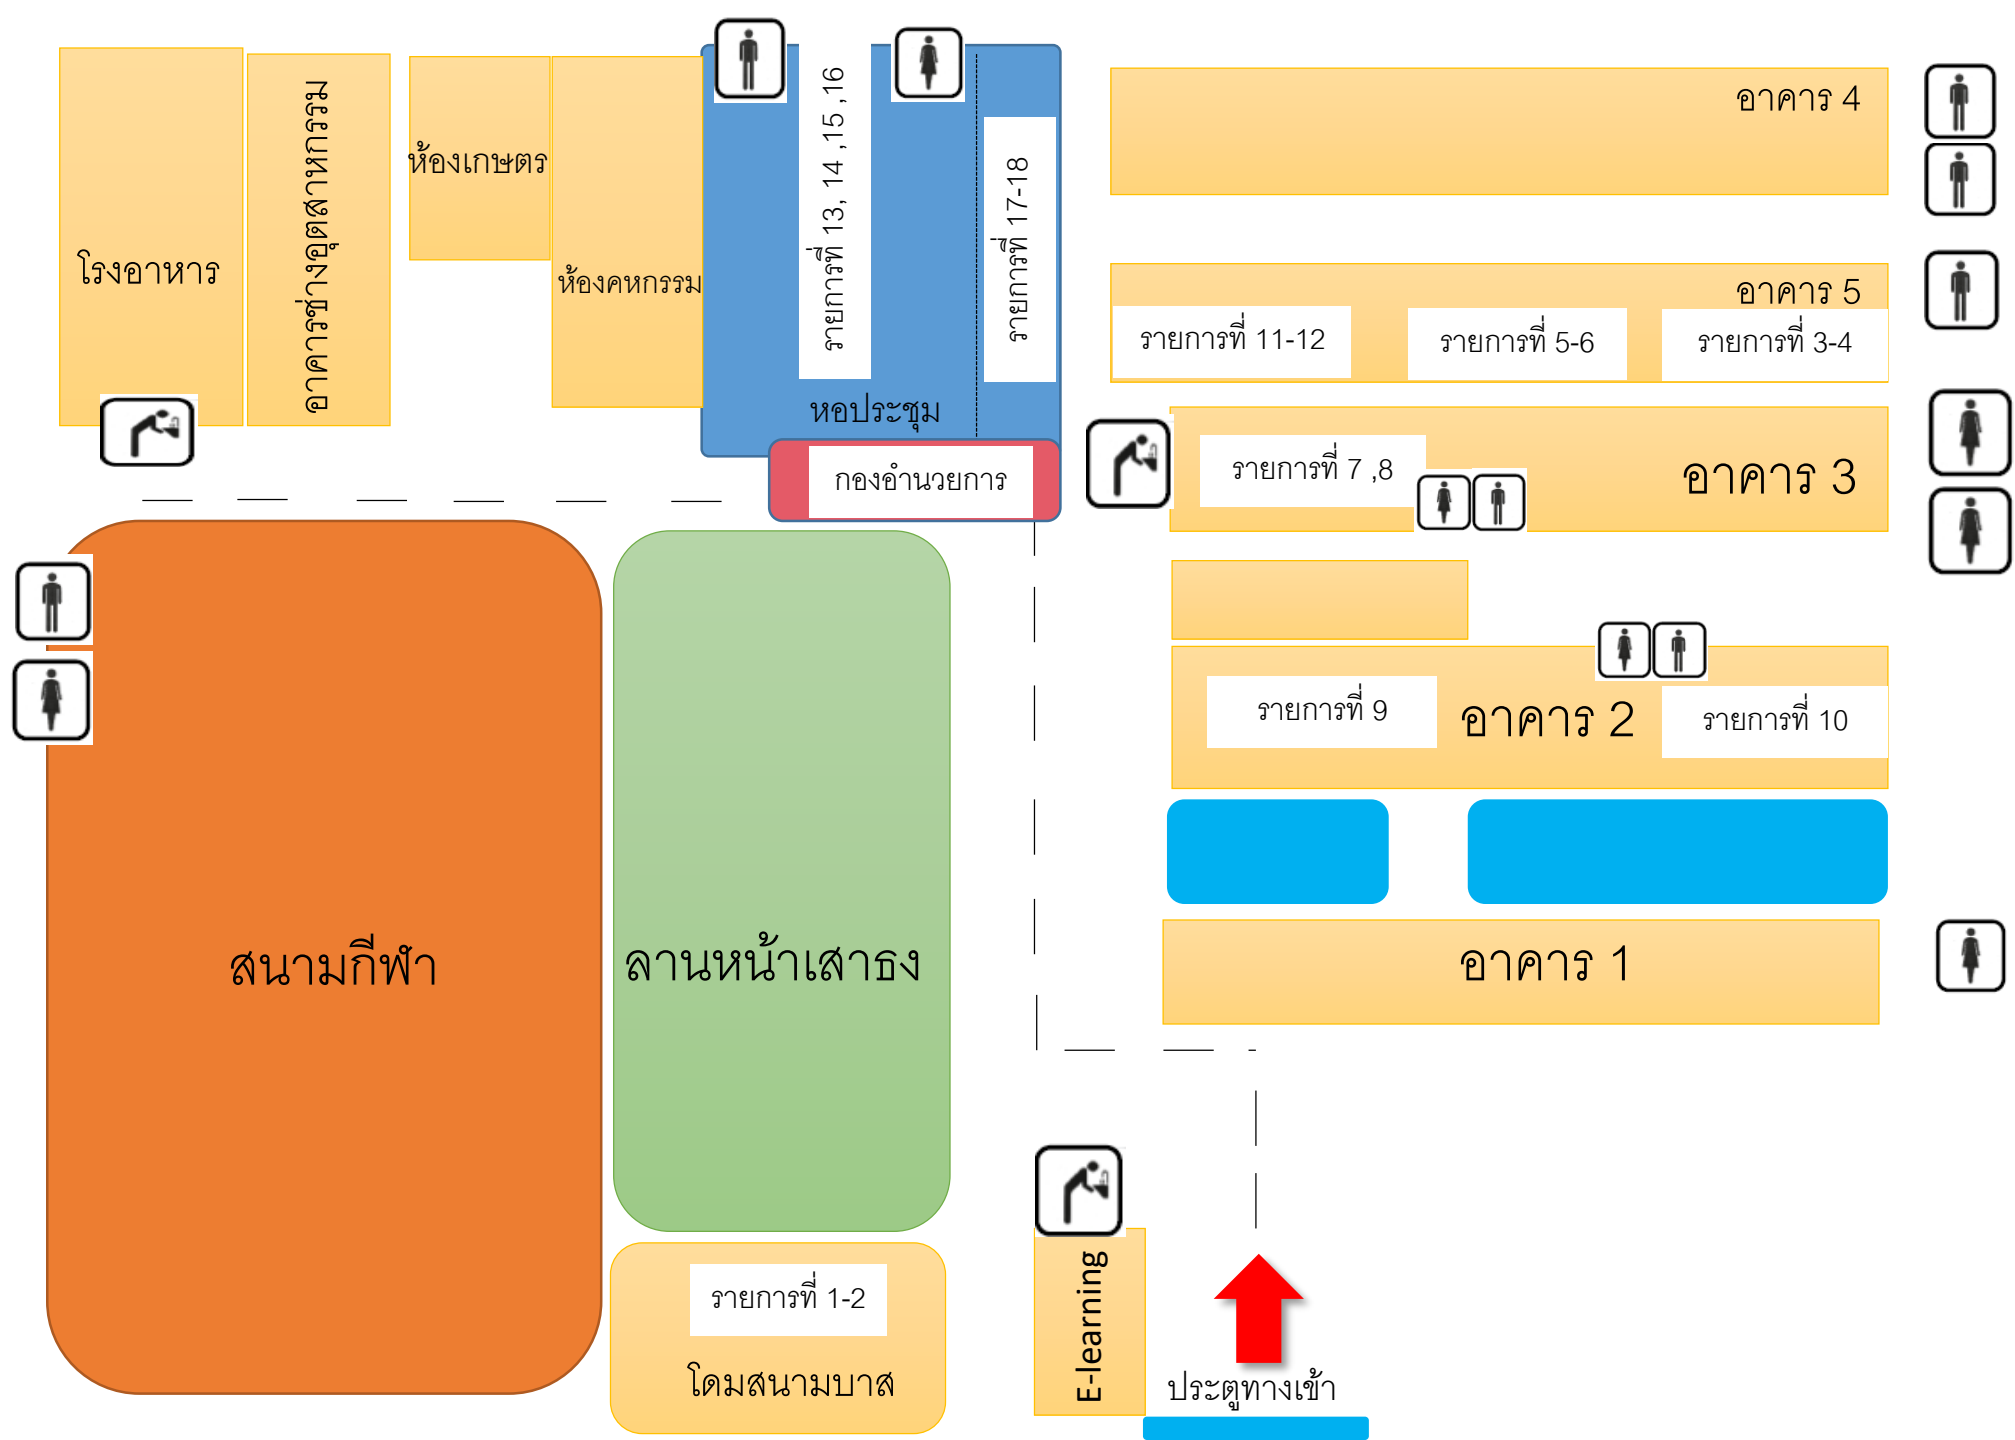 โรงอาหาร
อาคารช่างอุตสาหกรรม
ห้องเกษตร
ห้องคหกรรม
รายการที่ 13, 14 ,15 ,16
รายการที่ 17-18
หอประชุม
กองอำนวยการ
อาคาร 4
อาคาร 5
รายการที่ 11-12
รายการที่ 5-6
รายการที่ 3-4
รายการที่ 7 ,8
อาคาร 3
รายการที่ 9
อาคาร 2
รายการที่ 10
สนามกีฬา
ลานหน้าเสาธง
อาคาร 1
รายการที่ 1-2
โดมสนามบาส
E-learning
ประตูทางเข้า